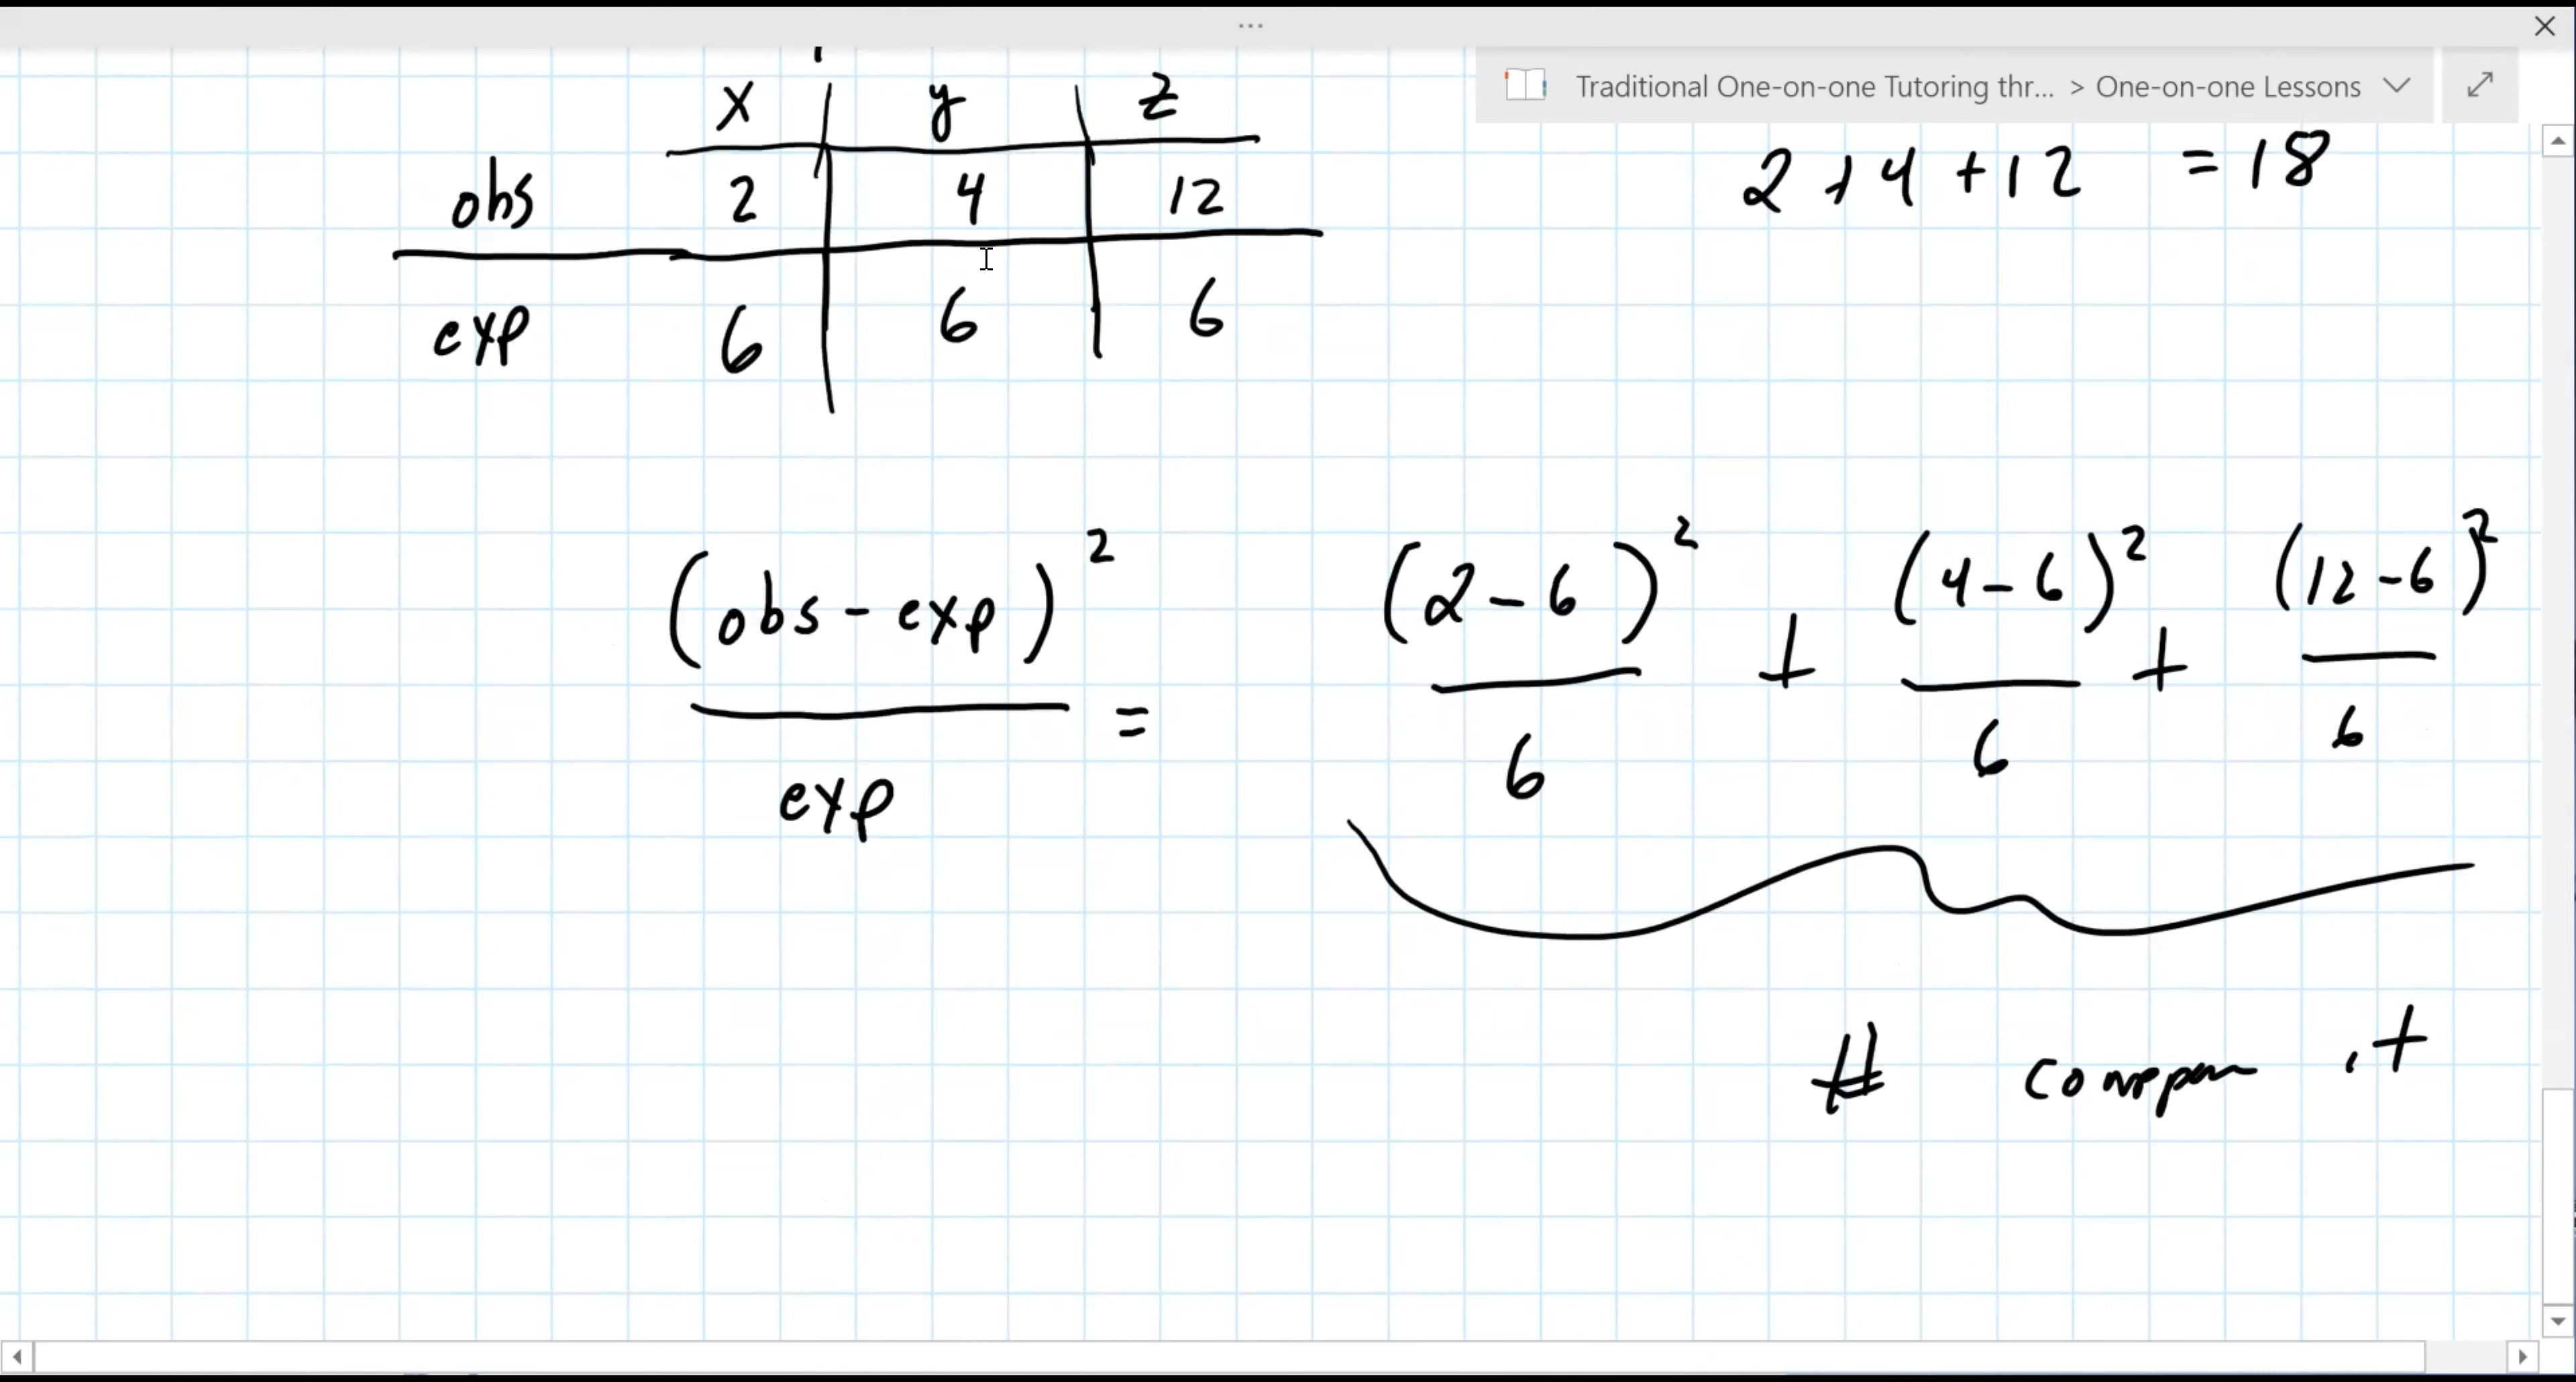 ...
Traditional One-on-one Tutoring thr... > One-on-one Lessons
x y z
obs 2 4 12
exp 6 6 6
2 + 4 + 12 = 18
(obs - exp)² / exp = (2 - 6)² / 6 + (4 - 6)² / 6 + (12 - 6)² / 6
# it